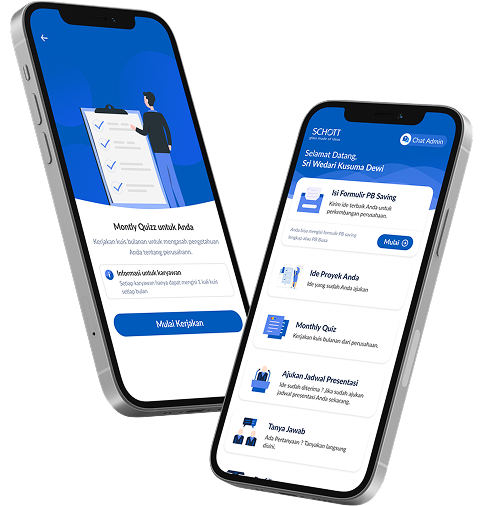 Montly Quizz untuk Anda
Kerjakan kuis bulanan untuk mengasah pengetahuan
Anda tentang perusahanan.
Informasi untuk karyawan
Setiap karyawan hanya dapat mengisi 1 kali kuis
setiap bulan
Mulai Kerjakan
SCHOTT
glass made of ideas
Chat Admin
Selamat Datang,
Sri Wedari Kusuma Dewi
Isi Formulir PB Saving
Kirim ide terbaik Anda untuk
perkembangan perusahaan.
Anda bisa mengisi formulir PB saving
lengkap atau PB Biasa
Mulai
Ide Proyek Anda
Ide yang sudah Anda ajukan
Monthly Quiz
Kerjakan kuis bulanan dari perusahaan.
Ajukan Jadwal Presentasi
Ide sudah diterima ? Jika sudah ajukan
jadwal presentasi Anda sekarang.
Tanya Jawab
Ada Pertanyaan ? Tanyakan langsung
disini.